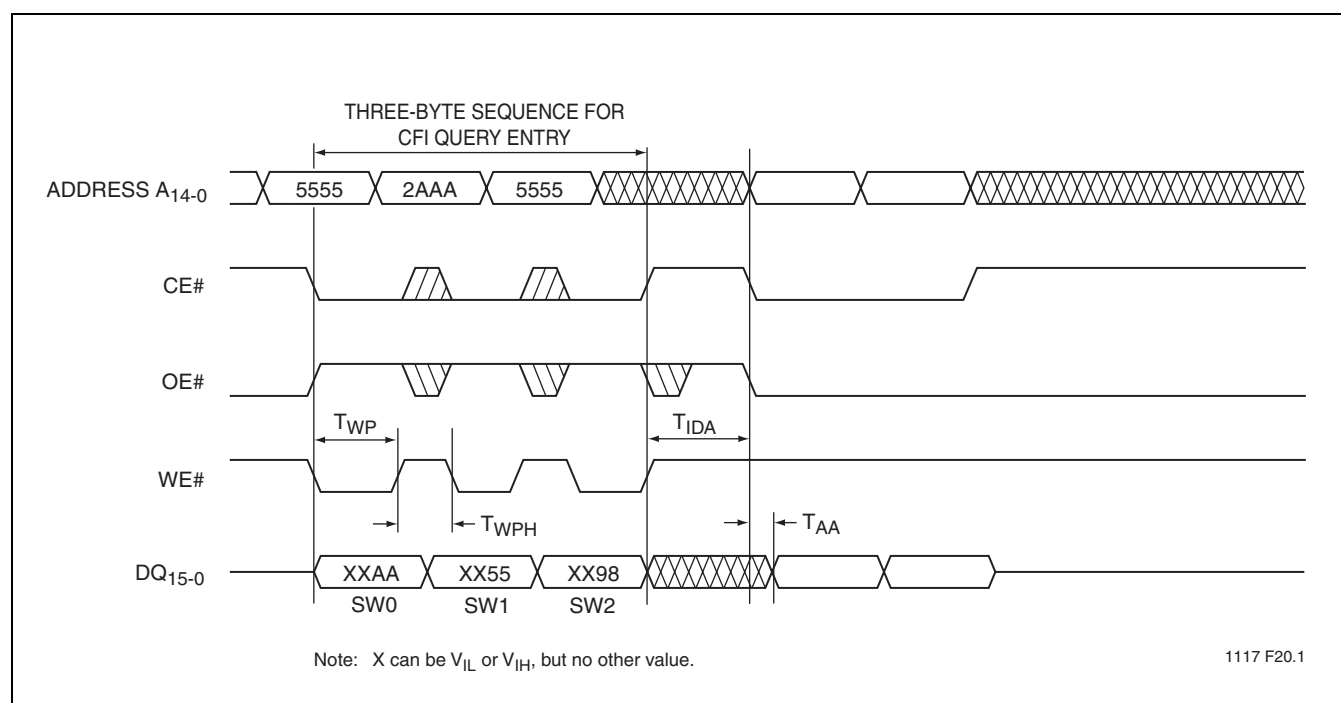 THREE-BYTE SEQUENCE FOR
CFI QUERY ENTRY
ADDRESS A14-0
5555 2AAA 5555
CE#
OE#
TWP TIDA
WE#
TWPH TAA
DQ15-0
XXAA XX55 XX98
SW0 SW1 SW2
Note: X can be VIL or VIH, but no other value.
1117 F20.1